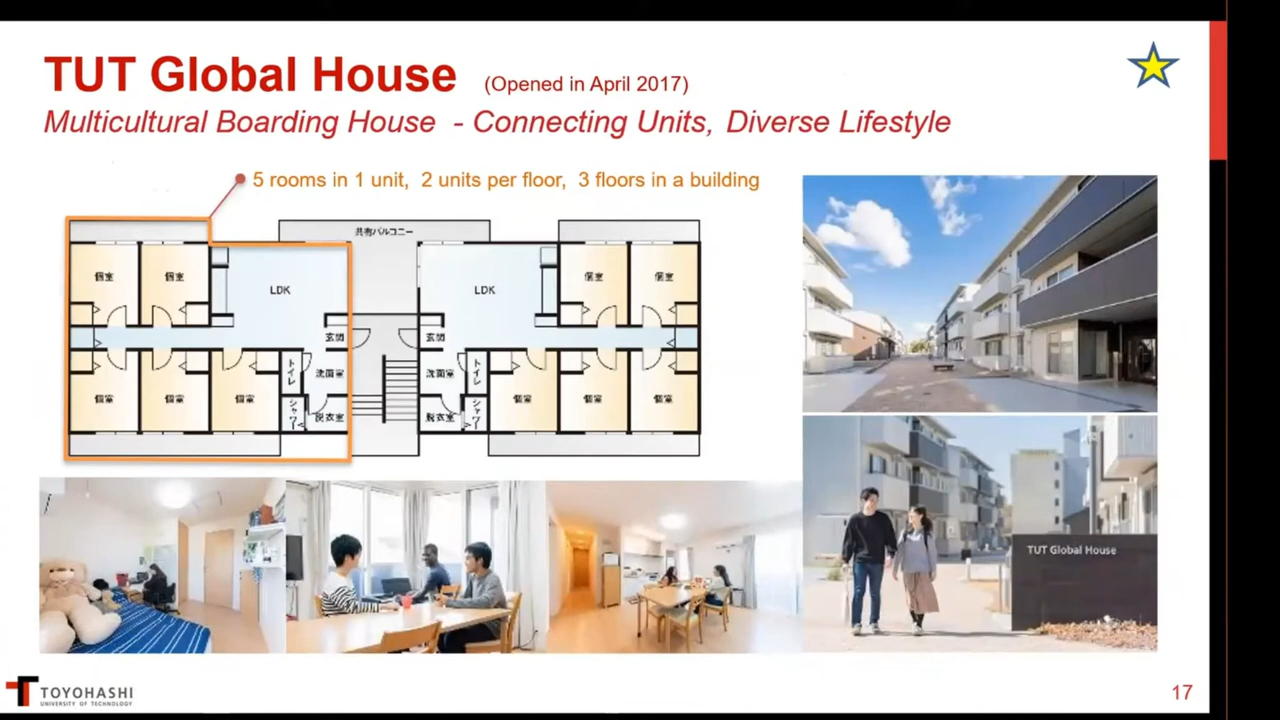 TUT Global House (Opened in April 2017)
Multicultural Boarding House - Connecting Units, Diverse Lifestyle
5 rooms in 1 unit, 2 units per floor, 3 floors in a building
共有バルコニー
個室 個室 LDK LDK 個室 個室
玄関 玄関
トイレ 洗面室 洗面室 トイレ
個室 個室 個室 シャワー 脱衣室 脱衣室 シャワー 個室 個室 個室
TUT Global House
TOYOHASHI
UNIVERSITY OF TECHNOLOGY
17